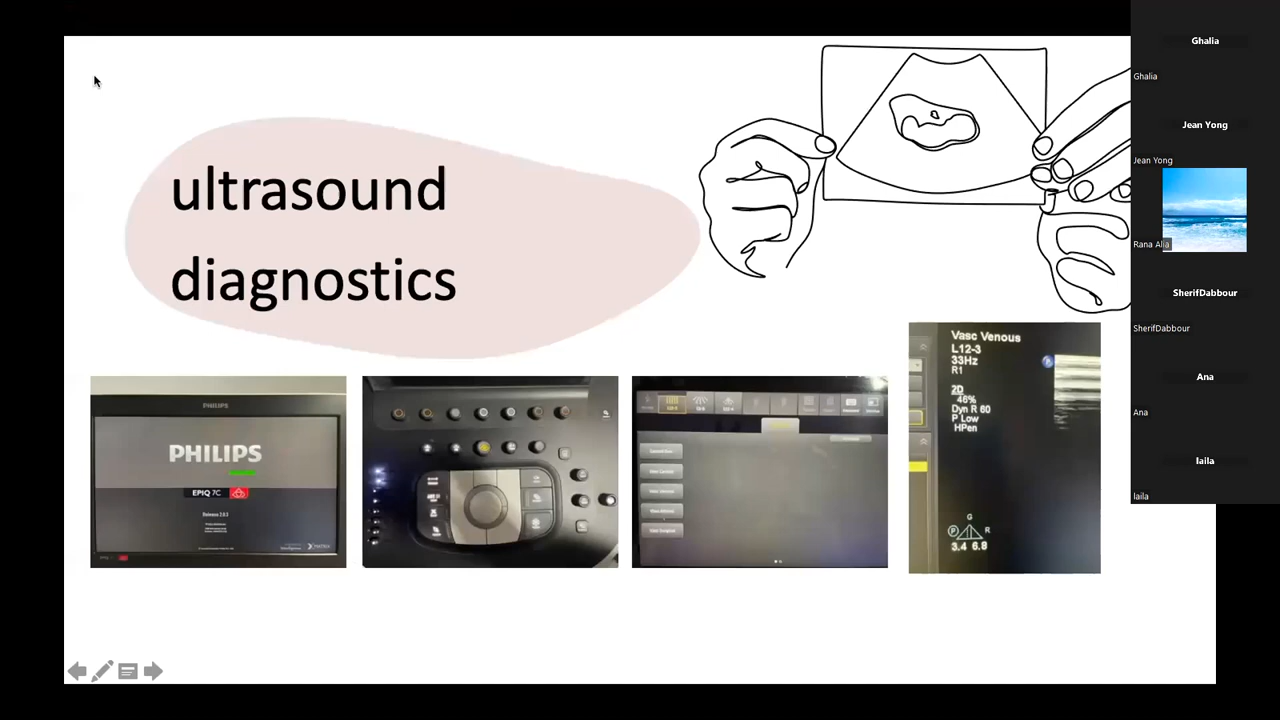 ultrasound
diagnostics
PHILIPS
PHILIPS
EPIQ 7C
Vasc Venous
L12-3
33Hz
R1
2D
46%
Dyn R 60
P Low
HPen
G
P R
3.4 6.8
Ghalia
Ghalia
Jean Yong
Jean Yong
Rana Alia
SherifDabbour
SherifDabbour
Ana
Ana
laila
laila